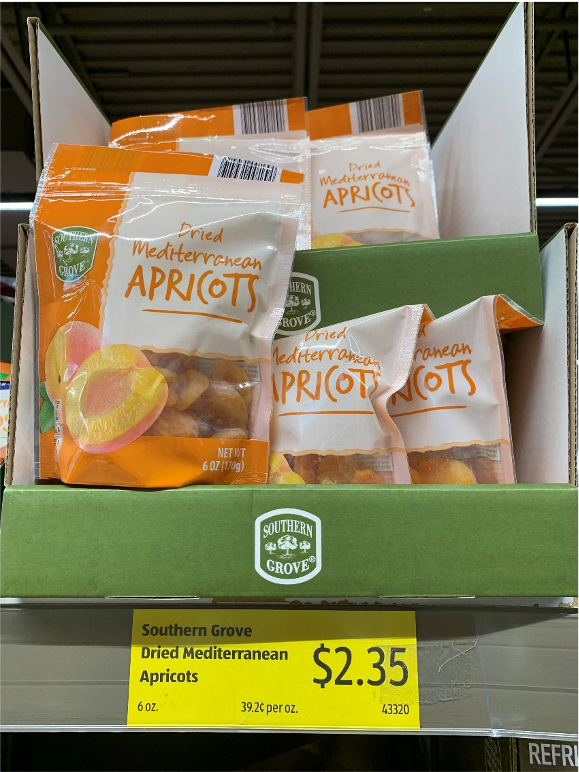 Dried
Mediterranean
APRICOTS
SOUTHERN
GROVE
Dried
Mediterranean
APRICOTS
NET WT
6 OZ (170g)
HERN
GROVE
Dried
Mediterranean
APRICOTS
ranean
ICOTS
SOUTHERN
GROVE®
Southern Grove
Dried Mediterranean
Apricots
$2.35
6 oz.
39.2¢ per oz.
43320
REFRI